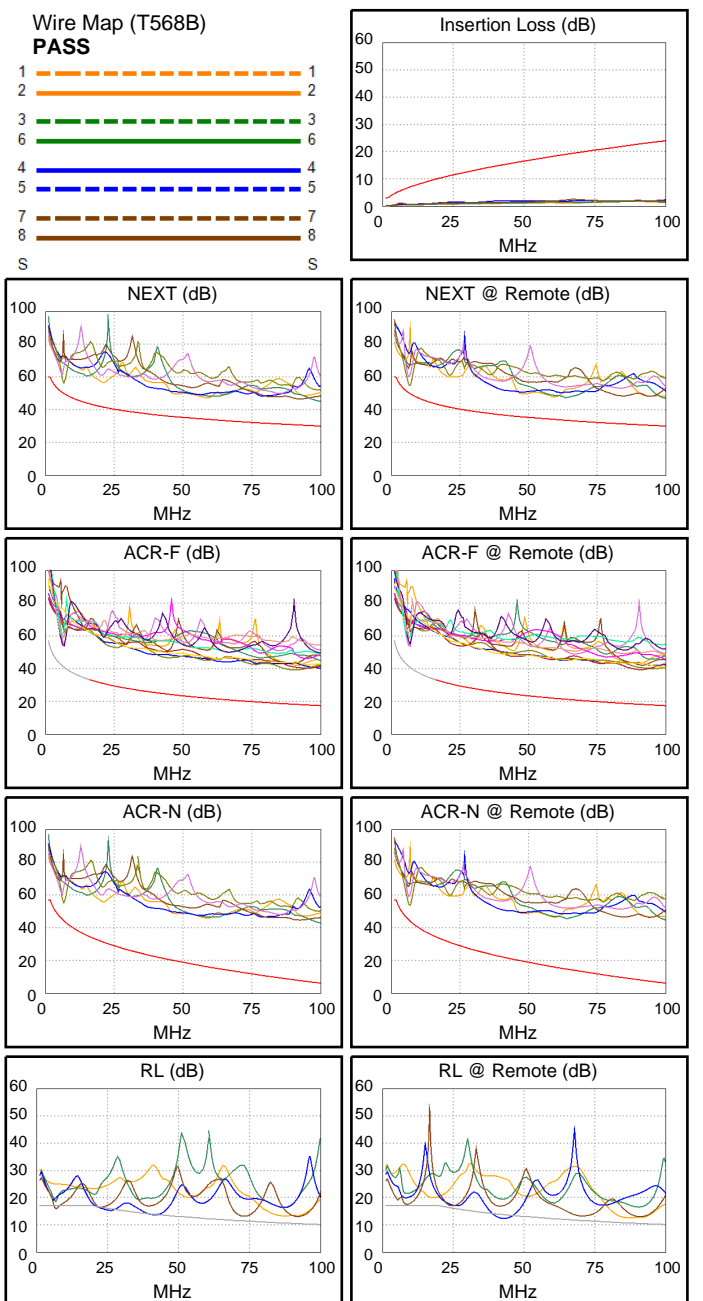 Wire Map (T568B)
PASS
1 1
2 2
3 3
6 6
4 4
5 5
7 7
8 8
S S
Insertion Loss (dB)
60
50
40
30
20
10
0
0 25 50 75 100
MHz
NEXT (dB)
100
80
60
40
20
0
0 25 50 75 100
MHz
NEXT @ Remote (dB)
100
80
60
40
20
0
0 25 50 75 100
MHz
ACR-F (dB)
100
80
60
40
20
0
0 25 50 75 100
MHz
ACR-F @ Remote (dB)
100
80
60
40
20
0
0 25 50 75 100
MHz
ACR-N (dB)
100
80
60
40
20
0
0 25 50 75 100
MHz
ACR-N @ Remote (dB)
100
80
60
40
20
0
0 25 50 75 100
MHz
RL (dB)
60
50
40
30
20
10
0
0 25 50 75 100
MHz
RL @ Remote (dB)
60
50
40
30
20
10
0
0 25 50 75 100
MHz